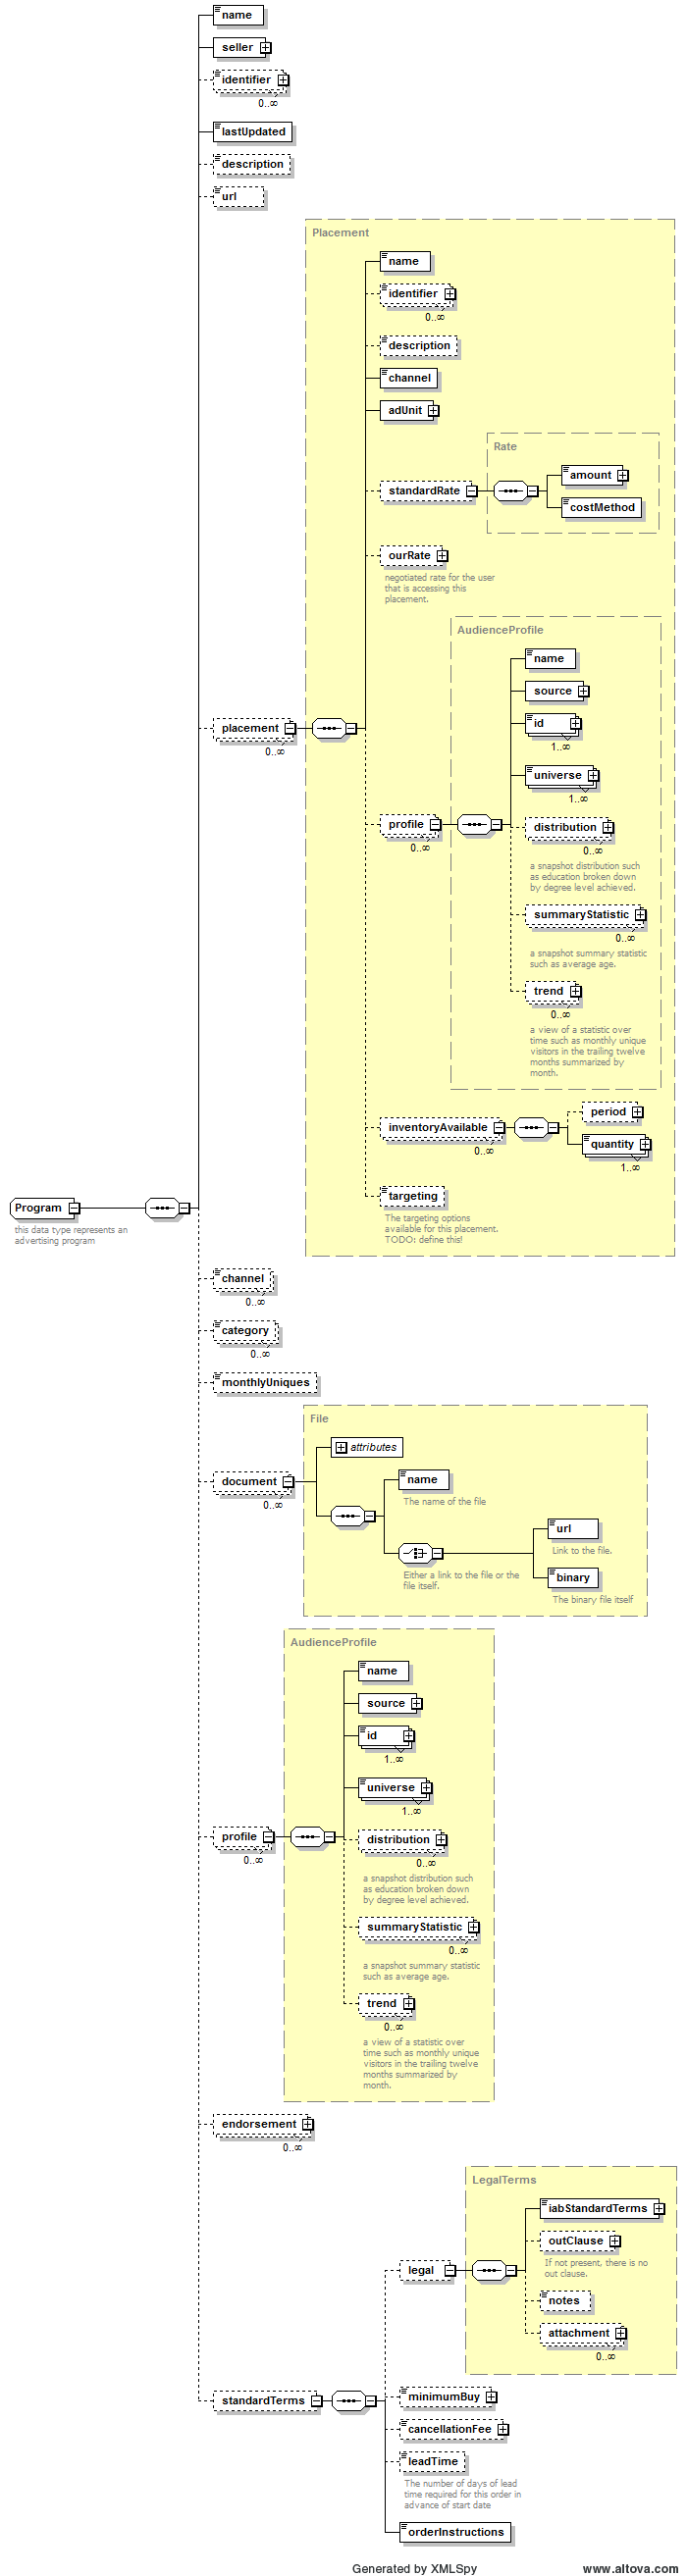 name
seller
identifier
0..∞
lastUpdated
description
url
Placement
name
identifier
0..∞
description
channel
adUnit
Rate
amount
standardRate
costMethod
ourRate
negotiated rate for the user
that is accessing this
placement.
AudienceProfile
name
source
id
1..∞
universe
1..∞
placement
0..∞
profile
0..∞
distribution
0..∞
a snapshot distribution such
as education broken down
by degree level achieved.
summaryStatistic
0..∞
a snapshot summary statistic
such as average age.
trend
0..∞
a view of a statistic over
time such as monthly unique
visitors in the trailing twelve
months summarized by
month.
period
inventoryAvailable
0..∞
quantity
1..∞
targeting
The targeting options
available for this placement.
TODO: define this!
Program
this data type represents an
advertising program
channel
0..∞
category
0..∞
monthlyUniques
File
attributes
document
0..∞
name
The name of the file
url
Link to the file.
Either a link to the file or the
file itself.
binary
The binary file itself
AudienceProfile
name
source
id
1..∞
universe
1..∞
profile
0..∞
distribution
0..∞
a snapshot distribution such
as education broken down
by degree level achieved.
summaryStatistic
0..∞
a snapshot summary statistic
such as average age.
trend
0..∞
a view of a statistic over
time such as monthly unique
visitors in the trailing twelve
months summarized by
month.
endorsement
0..∞
LegalTerms
iabStandardTerms
outClause
If not present, there is no
out clause.
legal
notes
attachment
0..∞
standardTerms
minimumBuy
cancellationFee
leadTime
The number of days of lead
time required for this order in
advance of start date
orderInstructions
Generated by XMLSpy
www.altova.com